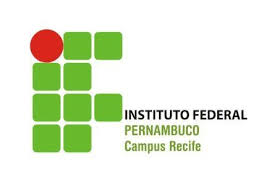 INSTITUTO FEDERAL
PERNAMBUCO
Campus Recife